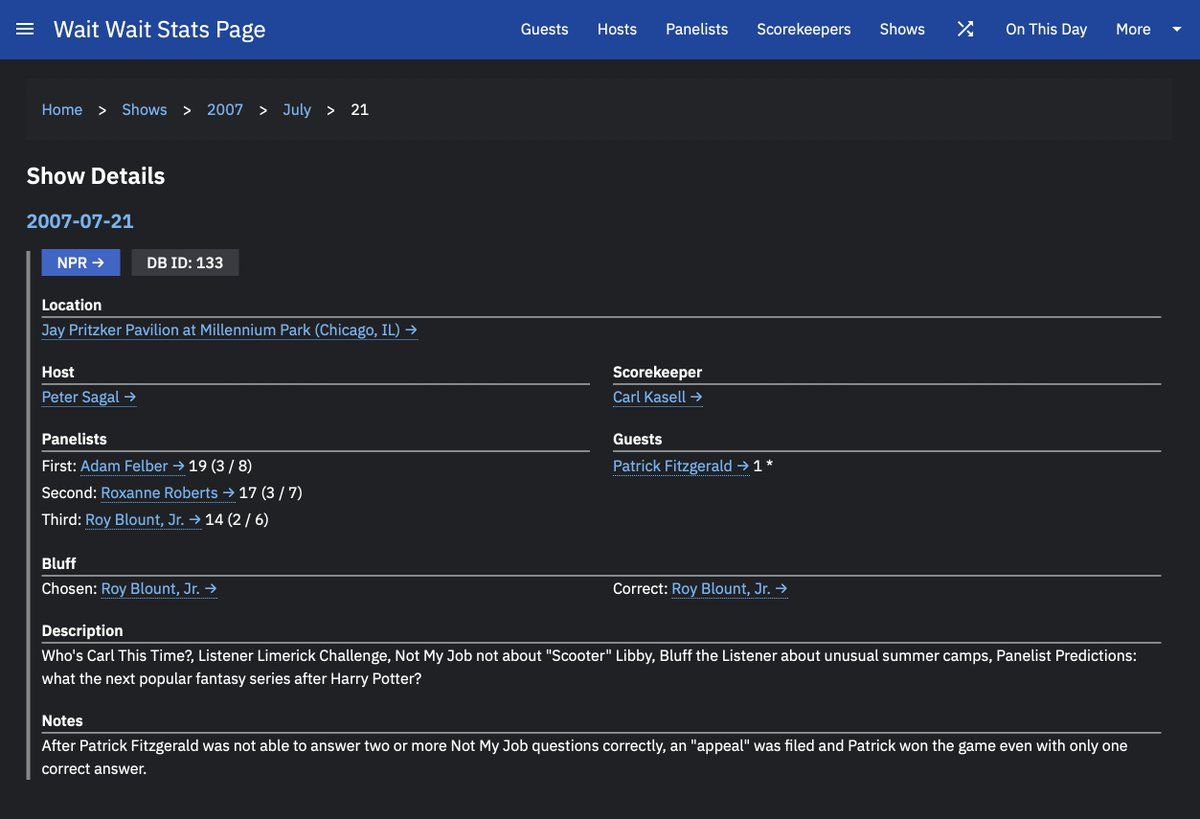 Wait Wait Stats Page
Guests Hosts Panelists Scorekeepers Shows On This Day More
Home > Shows > 2007 > July > 21
Show Details
2007-07-21
NPR → DB ID: 133
Location
Jay Pritzker Pavilion at Millennium Park (Chicago, IL) →
Host
Peter Sagal →
Scorekeeper
Carl Kasell →
Panelists
First: Adam Felber → 19 (3 / 8)
Second: Roxanne Roberts → 17 (3 / 7)
Third: Roy Blount, Jr. → 14 (2 / 6)
Guests
Patrick Fitzgerald → 1 *
Bluff
Chosen: Roy Blount, Jr. →
Correct: Roy Blount, Jr. →
Description
Who's Carl This Time?, Listener Limerick Challenge, Not My Job not about "Scooter" Libby, Bluff the Listener about unusual summer camps, Panelist Predictions:
what the next popular fantasy series after Harry Potter?
Notes
After Patrick Fitzgerald was not able to answer two or more Not My Job questions correctly, an "appeal" was filed and Patrick won the game even with only one
correct answer.